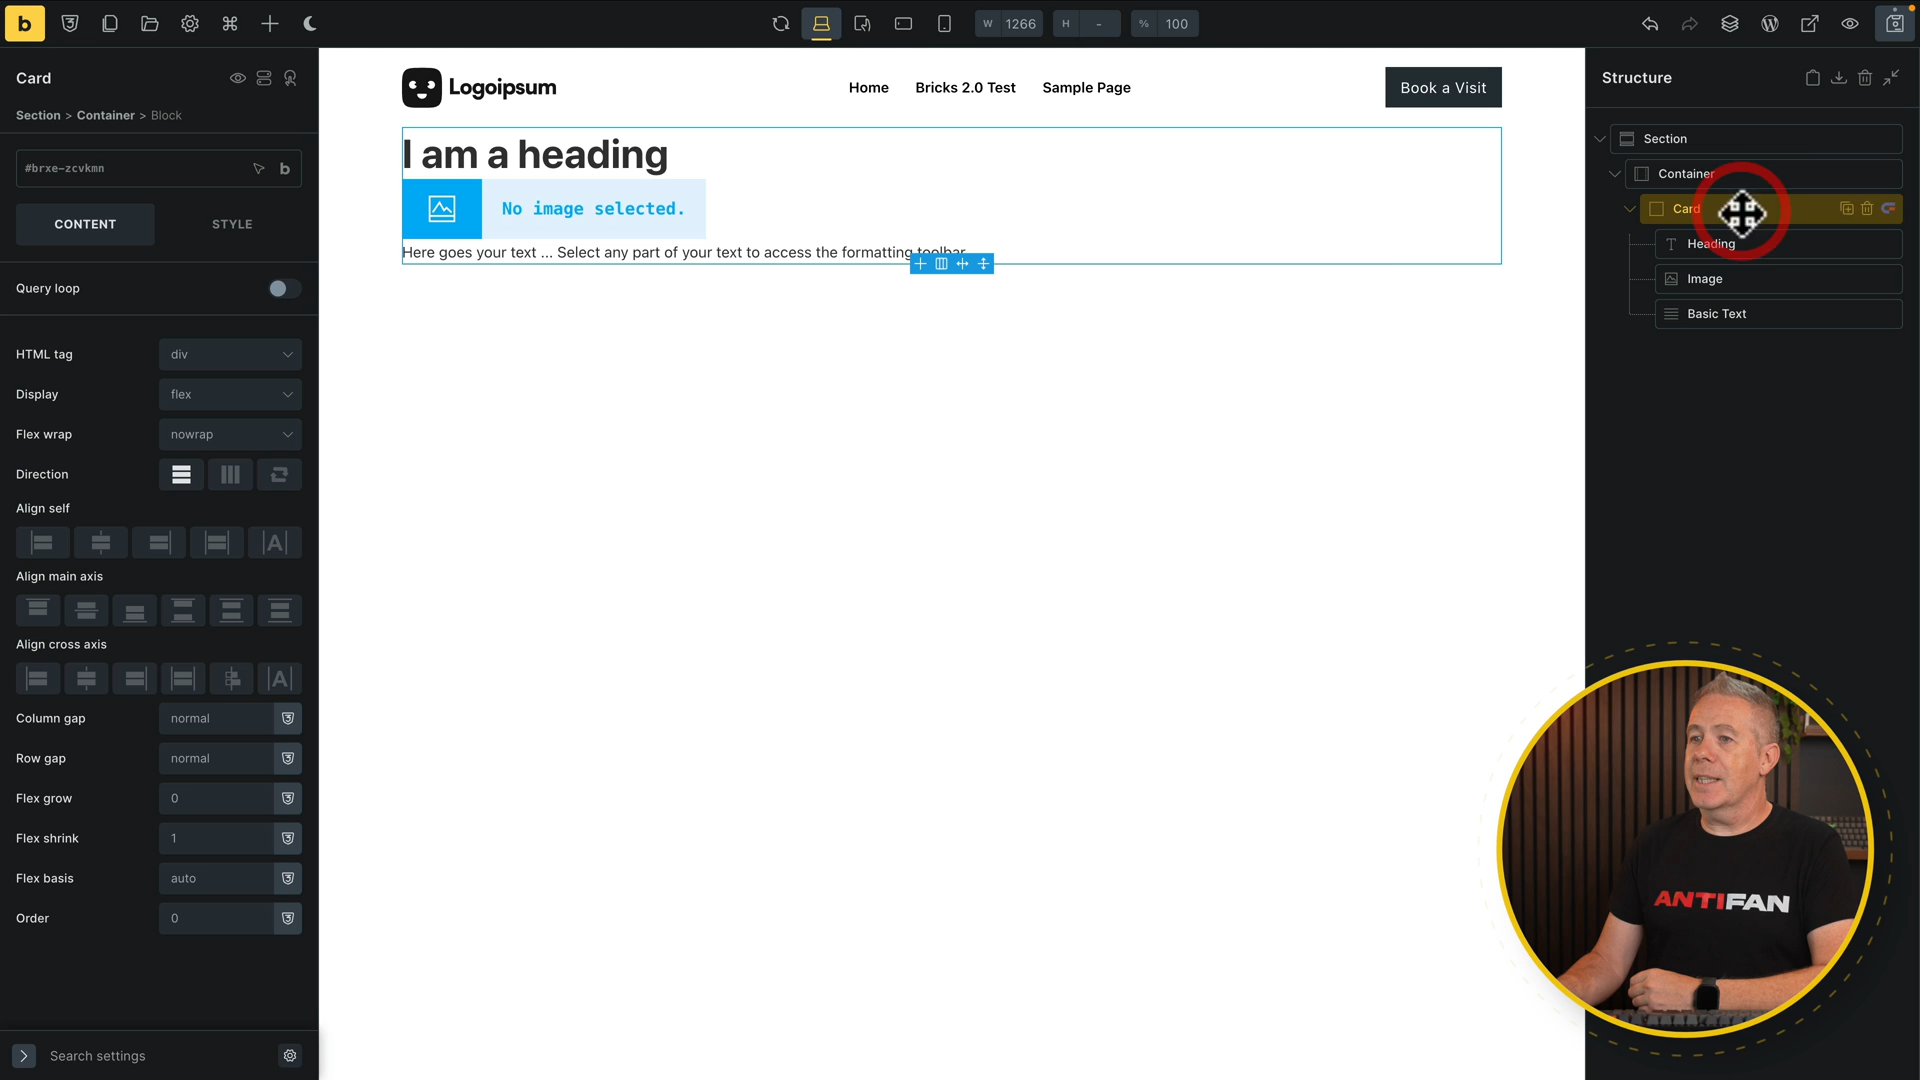 b
W 1266
H -
% 100
Card
Section > Container > Block
#brxe-zcvkmn
b
CONTENT
STYLE
Query loop
HTML tag
div
Display
flex
Flex wrap
nowrap
Direction
Align self
A
Align main axis
Align cross axis
A
Column gap
normal
Row gap
normal
Flex grow
0
Flex shrink
1
Flex basis
auto
Order
0
Search settings
Logoipsum
Home
Bricks 2.0 Test
Sample Page
Book a Visit
I am a heading
No image selected.
Here goes your text ... Select any part of your text to access the formatting toolbar.
Structure
Section
Container
Card
Heading
Image
Basic Text
ANTIFAN